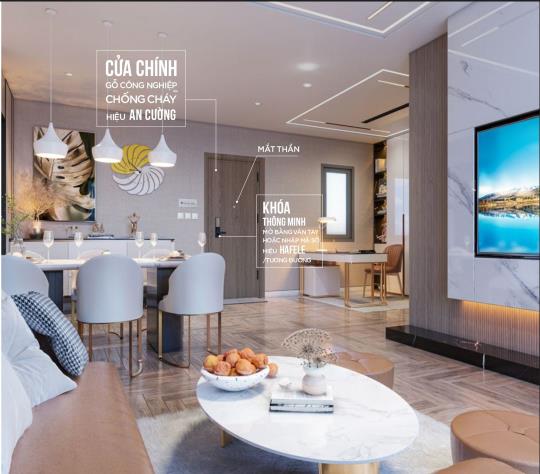 CỬA CHÍNH
GỖ CÔNG NGHIỆP
CHỐNG CHÁY
HIỆU AN CƯỜNG
MẮT THẦN
KHÓA
THÔNG MINH
MỞ BẰNG VÂN TAY
HOẶC NHẬP MÃ SỐ
HIỆU HAFELE
/TƯƠNG ĐƯƠNG